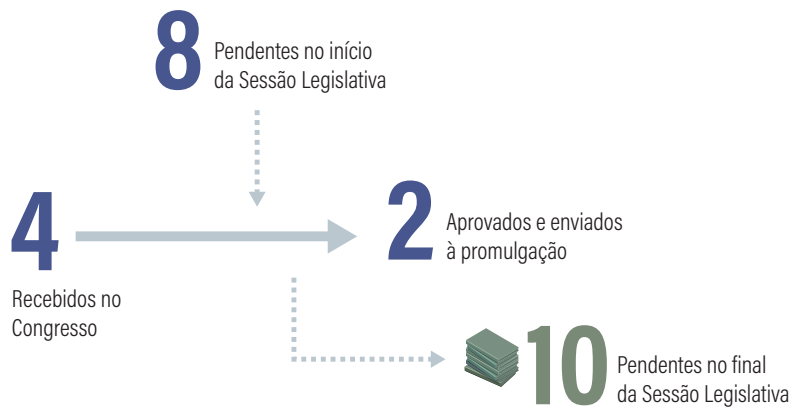 8
Pendentes no início
da Sessão Legislativa
4
Recebidos no
Congresso
2
Aprovados e enviados
à promulgação
10
Pendentes no final
da Sessão Legislativa